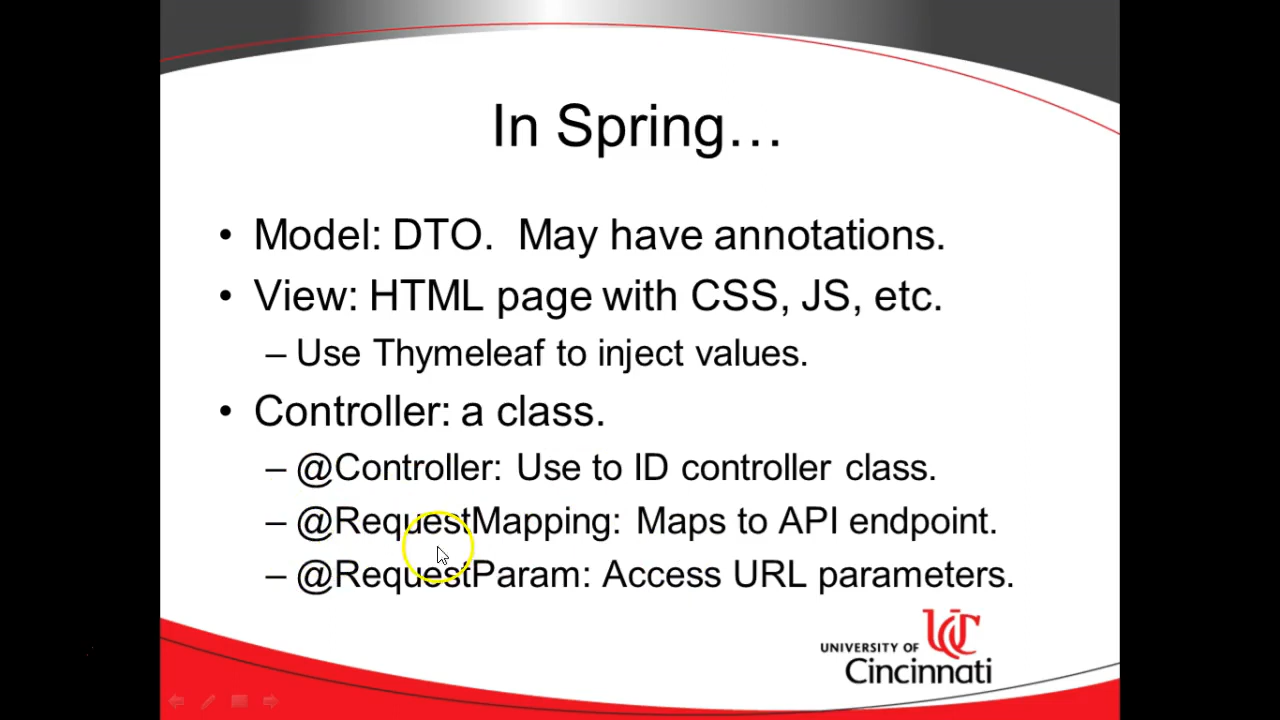 In Spring…
• Model: DTO.  May have annotations.
• View: HTML page with CSS, JS, etc.
– Use Thymeleaf to inject values.
• Controller: a class.
– @Controller:  Use to ID controller class.
– @RequestMapping:  Maps to API endpoint.
– @RequestParam: Access URL parameters.
UC
UNIVERSITY OF
Cincinnati